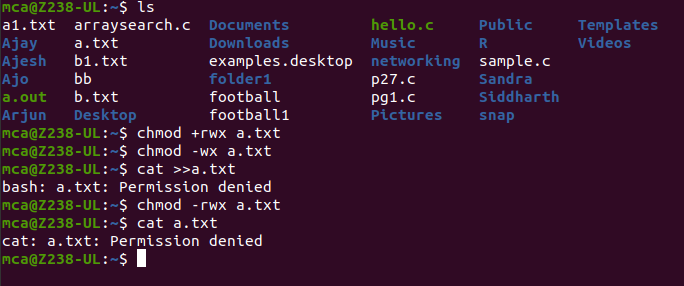 mca@Z238-UL:~$ ls
a1.txt arraysearch.c Documents hello.c Public Templates
Ajay a.txt Downloads Music R Videos
Ajesh b1.txt examples.desktop networking sample.c
Ajo bb folder1 p27.c Sandra
a.out b.txt football pg1.c Siddharth
Arjun Desktop football1 Pictures snap
mca@Z238-UL:~$ chmod +rwx a.txt
mca@Z238-UL:~$ chmod -wx a.txt
mca@Z238-UL:~$ cat >>a.txt
bash: a.txt: Permission denied
mca@Z238-UL:~$ chmod -rwx a.txt
mca@Z238-UL:~$ cat a.txt
cat: a.txt: Permission denied
mca@Z238-UL:~$